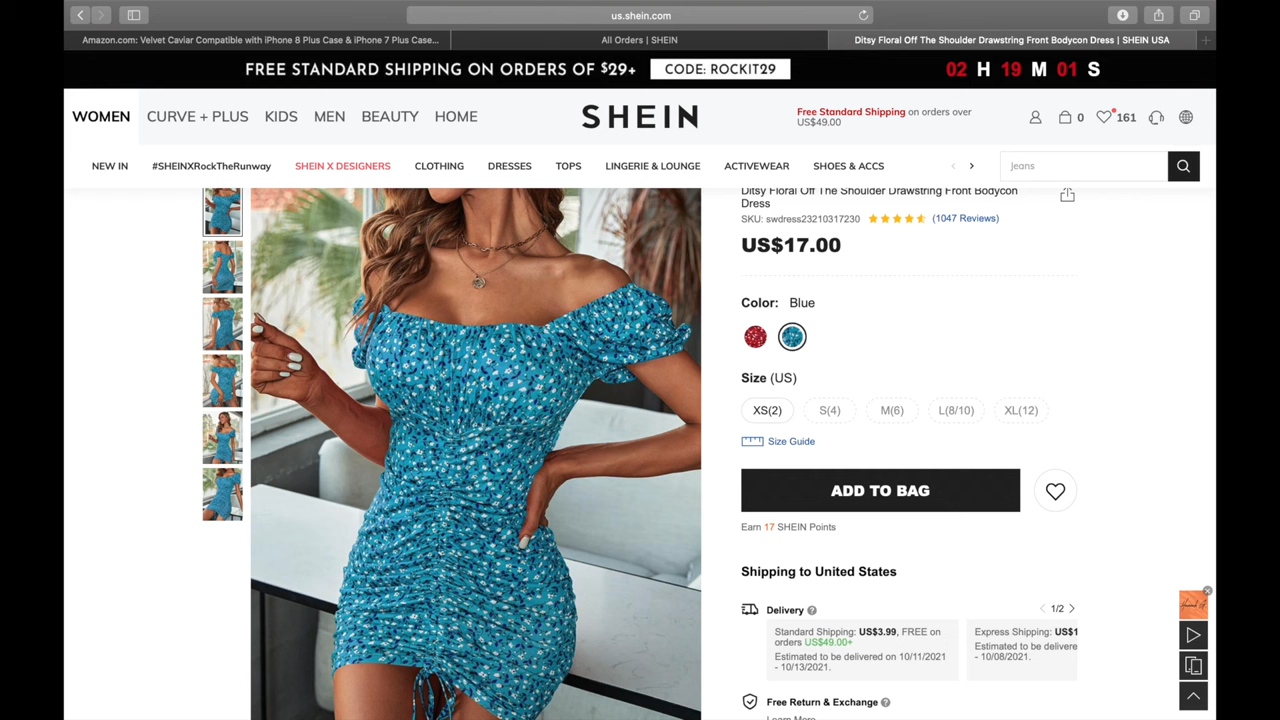 us.shein.com
Amazon.com: Velvet Caviar Compatible with iPhone 8 Plus Case & iPhone 7 Plus Case...
All Orders | SHEIN
Ditsy Floral Off The Shoulder Drawstring Front Bodycon Dress | SHEIN USA
FREE STANDARD SHIPPING ON ORDERS OF $29+
CODE: ROCKIT29
02 H 19 M 01 S
WOMEN CURVE + PLUS KIDS MEN BEAUTY HOME
SHEIN
Free Standard Shipping on orders over
US$49.00
0
161
NEW IN #SHEINXRockTheRunway SHEIN X DESIGNERS CLOTHING DRESSES TOPS LINGERIE & LOUNGE ACTIVEWEAR SHOES & ACCS
Jeans
Ditsy Floral Off The Shoulder Drawstring Front Bodycon
Dress
SKU: swdress23210317230 (1047 Reviews)
US$17.00
Color: Blue
Size (US)
XS(2) S(4) M(6) L(8/10) XL(12)
Size Guide
ADD TO BAG
Earn 17 SHEIN Points
Shipping to United States
Delivery ?
1/2
Standard Shipping: US$3.99, FREE on
orders US$49.00+
Estimated to be delivered on 10/11/2021
- 10/13/2021.
Express Shipping: US$1
Estimated to be delivere
- 10/08/2021.
Free Return & Exchange ?
Learn More